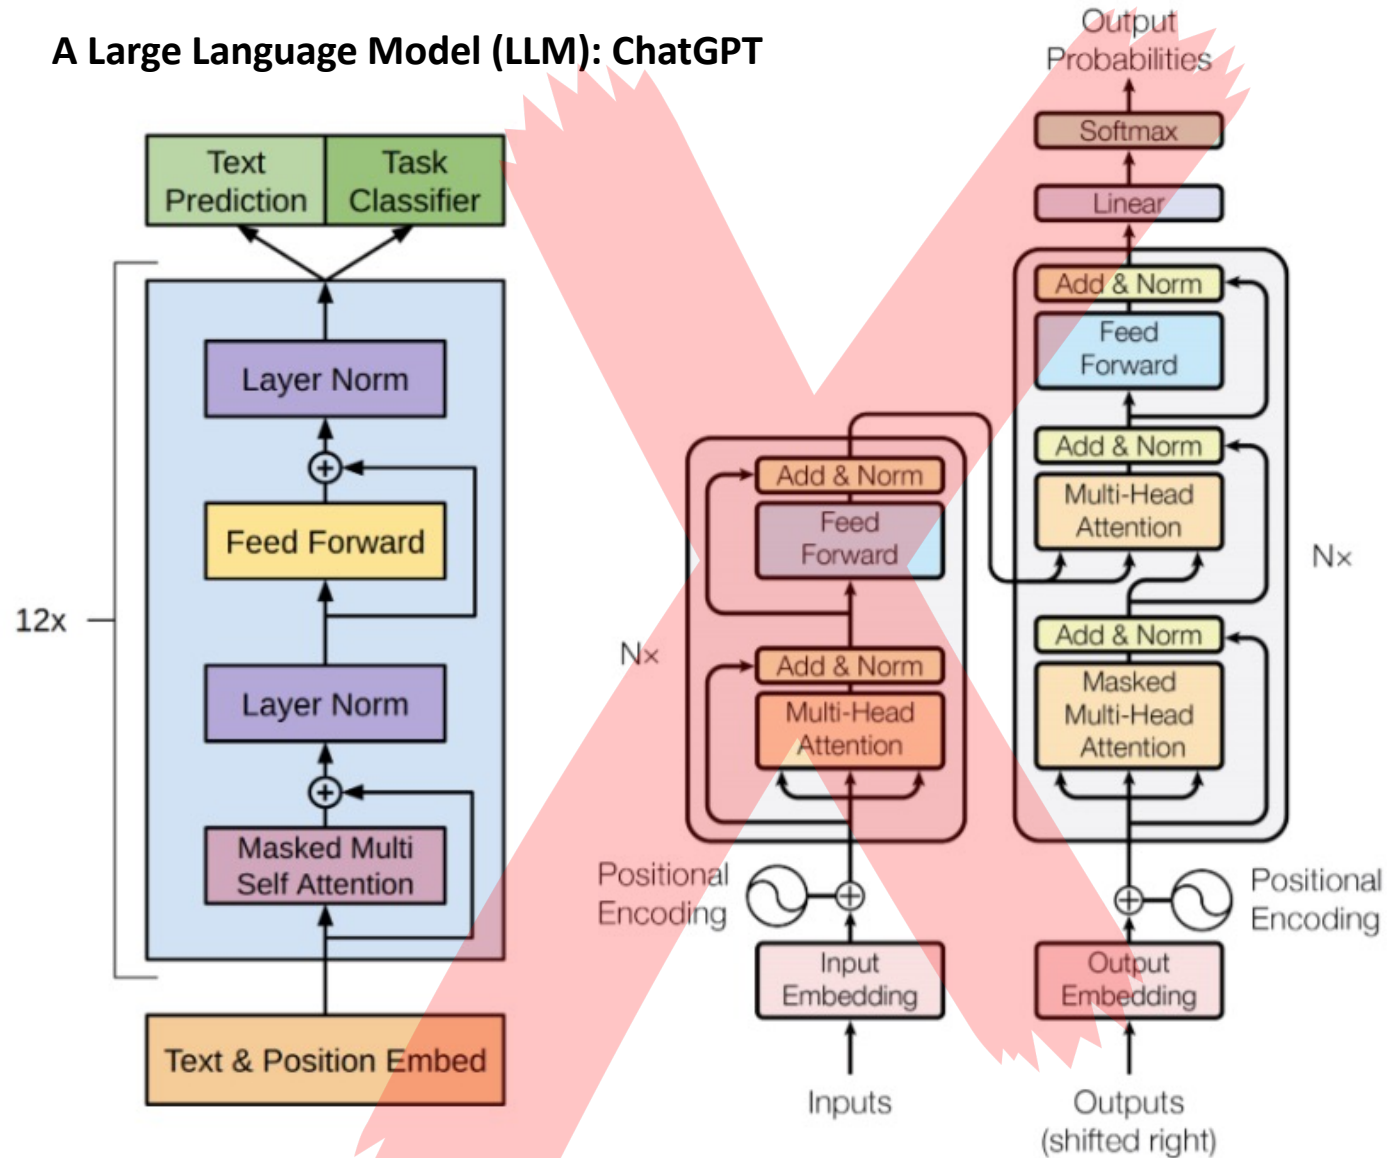 A Large Language Model (LLM): ChatGPT
Text
Prediction
Task
Classifier
Layer Norm
Feed Forward
12x
Layer Norm
Masked Multi
Self Attention
Text & Position Embed
Output
Probabilities
Softmax
Linear
Add & Norm
Feed
Forward
Add & Norm
Multi-Head
Attention
Nx
Add & Norm
Masked
Multi-Head
Attention
Positional
Encoding
Output
Embedding
Outputs
(shifted right)
Add & Norm
Feed
Forward
Nx
Add & Norm
Multi-Head
Attention
Positional
Encoding
Input
Embedding
Inputs